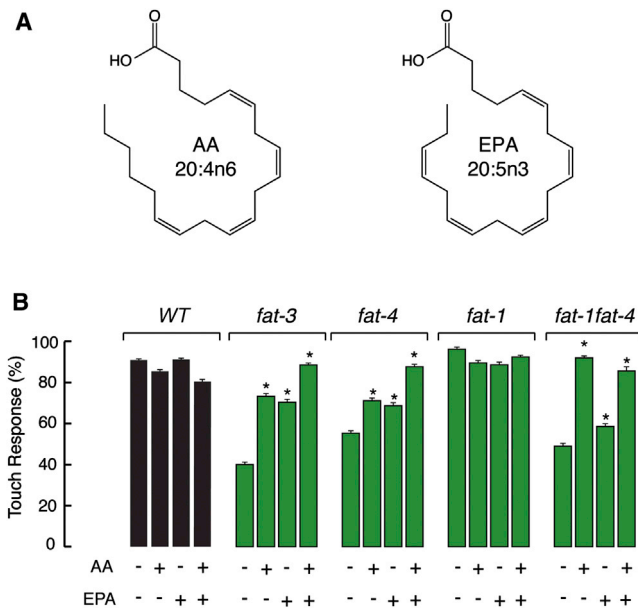 A
O
HO
AA
20:4n6
O
HO
EPA
20:5n3
B
WT fat-3 fat-4 fat-1 fat-1fat-4
Touch Response (%)
100
80
60
40
20
0
* * * * * * * * *
AA - + - + - + - + - + - + - + - + - + - +
EPA - - + + - - + + - - + + - - + + - - + +